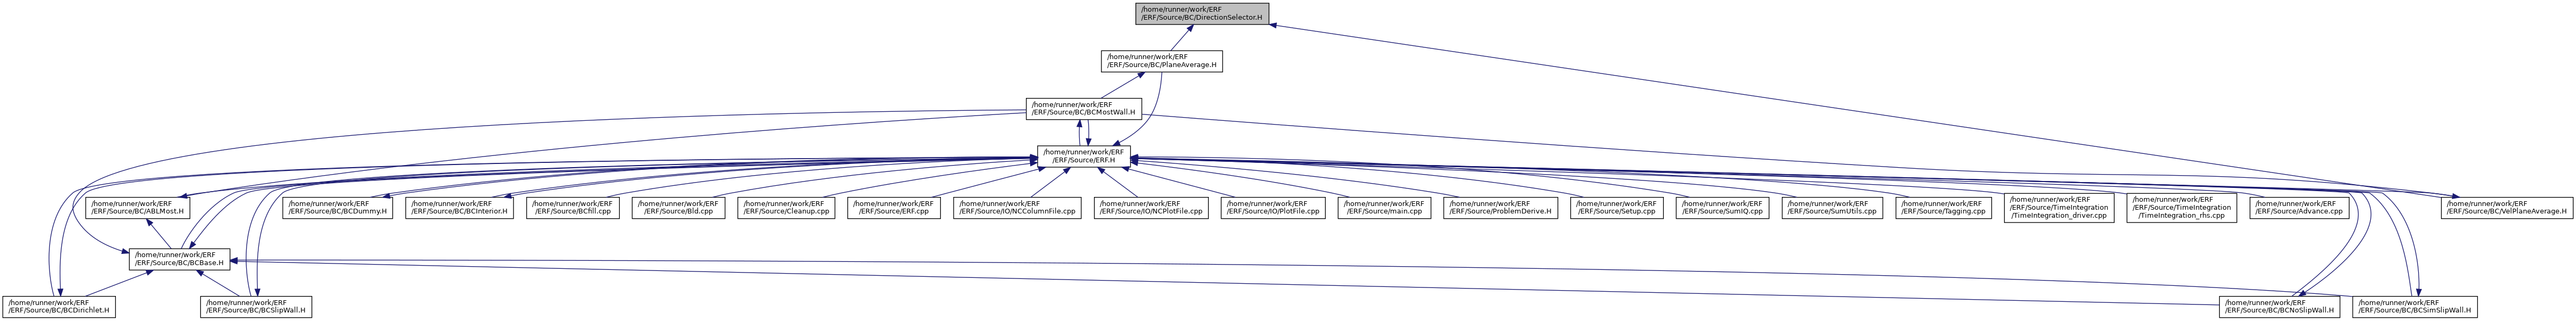 /home/runner/work/ERF
/ERF/Source/BC/DirectionSelector.H
/home/runner/work/ERF
/ERF/Source/BC/PlaneAverage.H
/home/runner/work/ERF
/ERF/Source/BC/BCMostWall.H
/home/runner/work/ERF
/ERF/Source/ERF.H
/home/runner/work/ERF
/ERF/Source/BC/ABLMost.H
/home/runner/work/ERF
/ERF/Source/BC/BCDummy.H
/home/runner/work/ERF
/ERF/Source/BC/BCInterior.H
/home/runner/work/ERF
/ERF/Source/BCfill.cpp
/home/runner/work/ERF
/ERF/Source/Bld.cpp
/home/runner/work/ERF
/ERF/Source/Cleanup.cpp
/home/runner/work/ERF
/ERF/Source/ERF.cpp
/home/runner/work/ERF
/ERF/Source/IO/NCColumnFile.cpp
/home/runner/work/ERF
/ERF/Source/IO/NCPlotFile.cpp
/home/runner/work/ERF
/ERF/Source/IO/PlotFile.cpp
/home/runner/work/ERF
/ERF/Source/main.cpp
/home/runner/work/ERF
/ERF/Source/ProblemDerive.H
/home/runner/work/ERF
/ERF/Source/Setup.cpp
/home/runner/work/ERF
/ERF/Source/SumIQ.cpp
/home/runner/work/ERF
/ERF/Source/SumUtils.cpp
/home/runner/work/ERF
/ERF/Source/Tagging.cpp
/home/runner/work/ERF
/ERF/Source/TimeIntegration
/TimeIntegration_driver.cpp
/home/runner/work/ERF
/ERF/Source/TimeIntegration
/TimeIntegration_rhs.cpp
/home/runner/work/ERF
/ERF/Source/Advance.cpp
/home/runner/work/ERF
/ERF/Source/BC/VelPlaneAverage.H
/home/runner/work/ERF
/ERF/Source/BC/BCBase.H
/home/runner/work/ERF
/ERF/Source/BC/BCDirichlet.H
/home/runner/work/ERF
/ERF/Source/BC/BCSlipWall.H
/home/runner/work/ERF
/ERF/Source/BC/BCNoSlipWall.H
/home/runner/work/ERF
/ERF/Source/BC/BCSimSlipWall.H